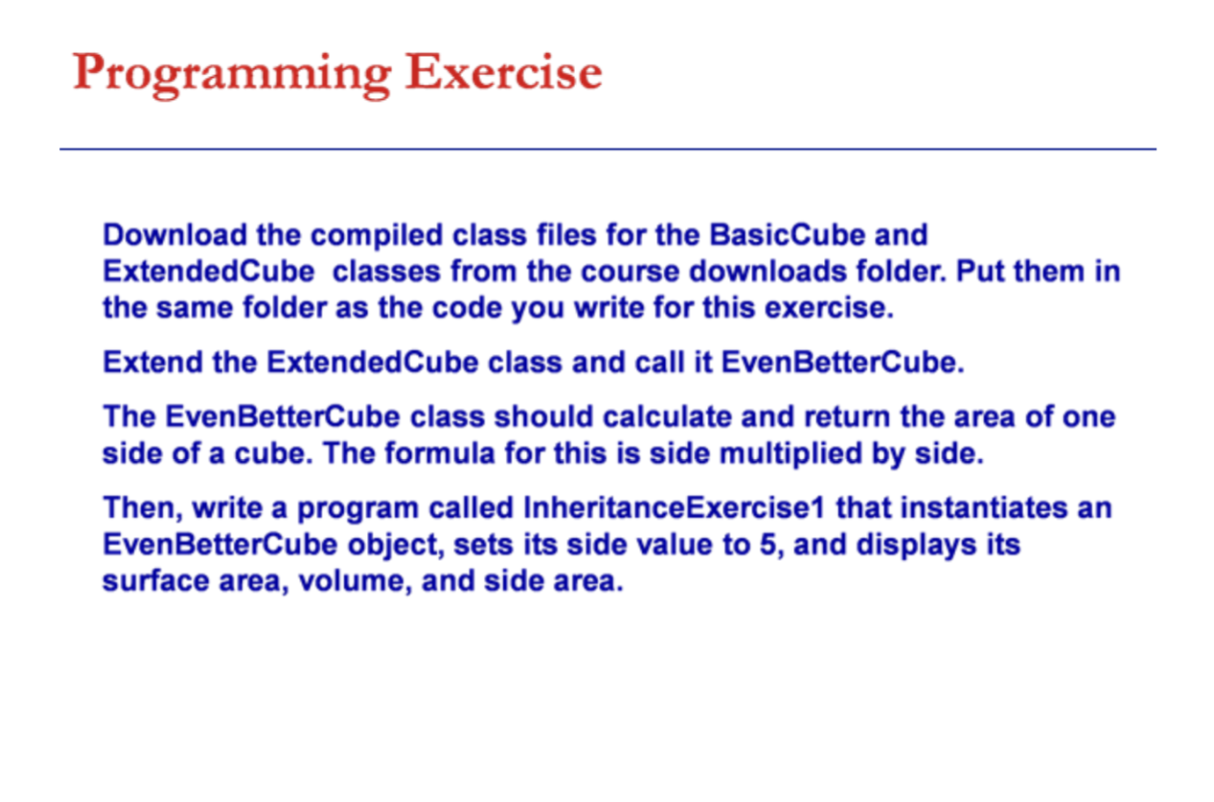 Programming Exercise
Download the compiled class files for the BasicCube and
ExtendedCube  classes from the course downloads folder. Put them in
the same folder as the code you write for this exercise.
Extend the ExtendedCube class and call it EvenBetterCube.
The EvenBetterCube class should calculate and return the area of one
side of a cube. The formula for this is side multiplied by side.
Then, write a program called InheritanceExercise1 that instantiates an
EvenBetterCube object, sets its side value to 5, and displays its
surface area, volume, and side area.